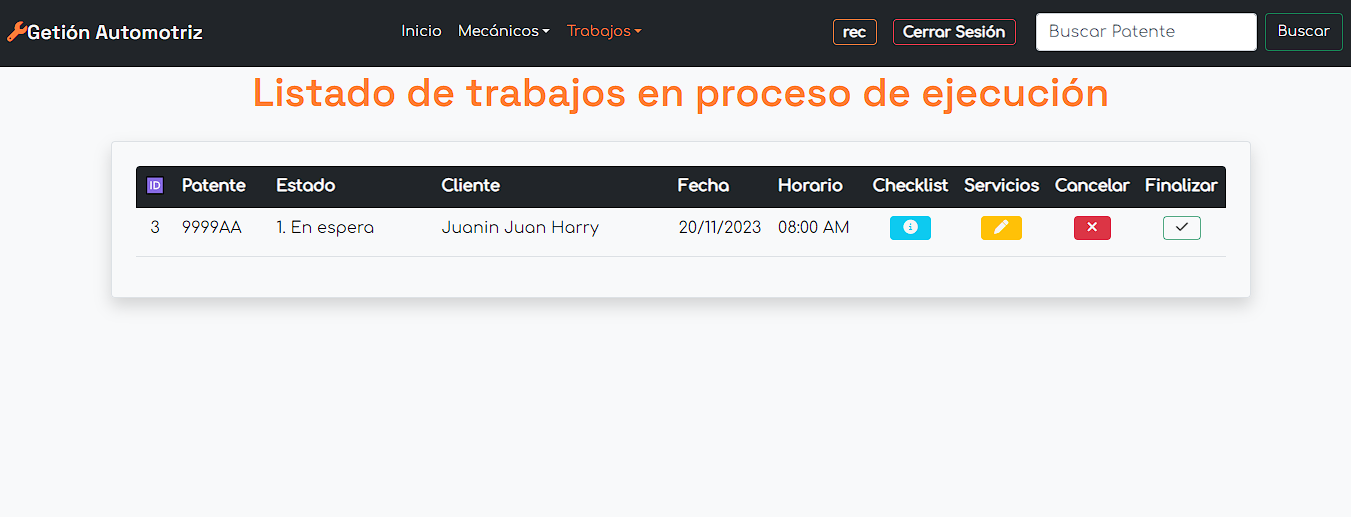 Getión Automotriz Inicio Mecánicos Trabajos rec Cerrar Sesión Buscar Patente Buscar
Listado de trabajos en proceso de ejecución
ID Patente Estado Cliente Fecha Horario Checklist Servicios Cancelar Finalizar
3 9999AA 1. En espera Juanin Juan Harry 20/11/2023 08:00 AM